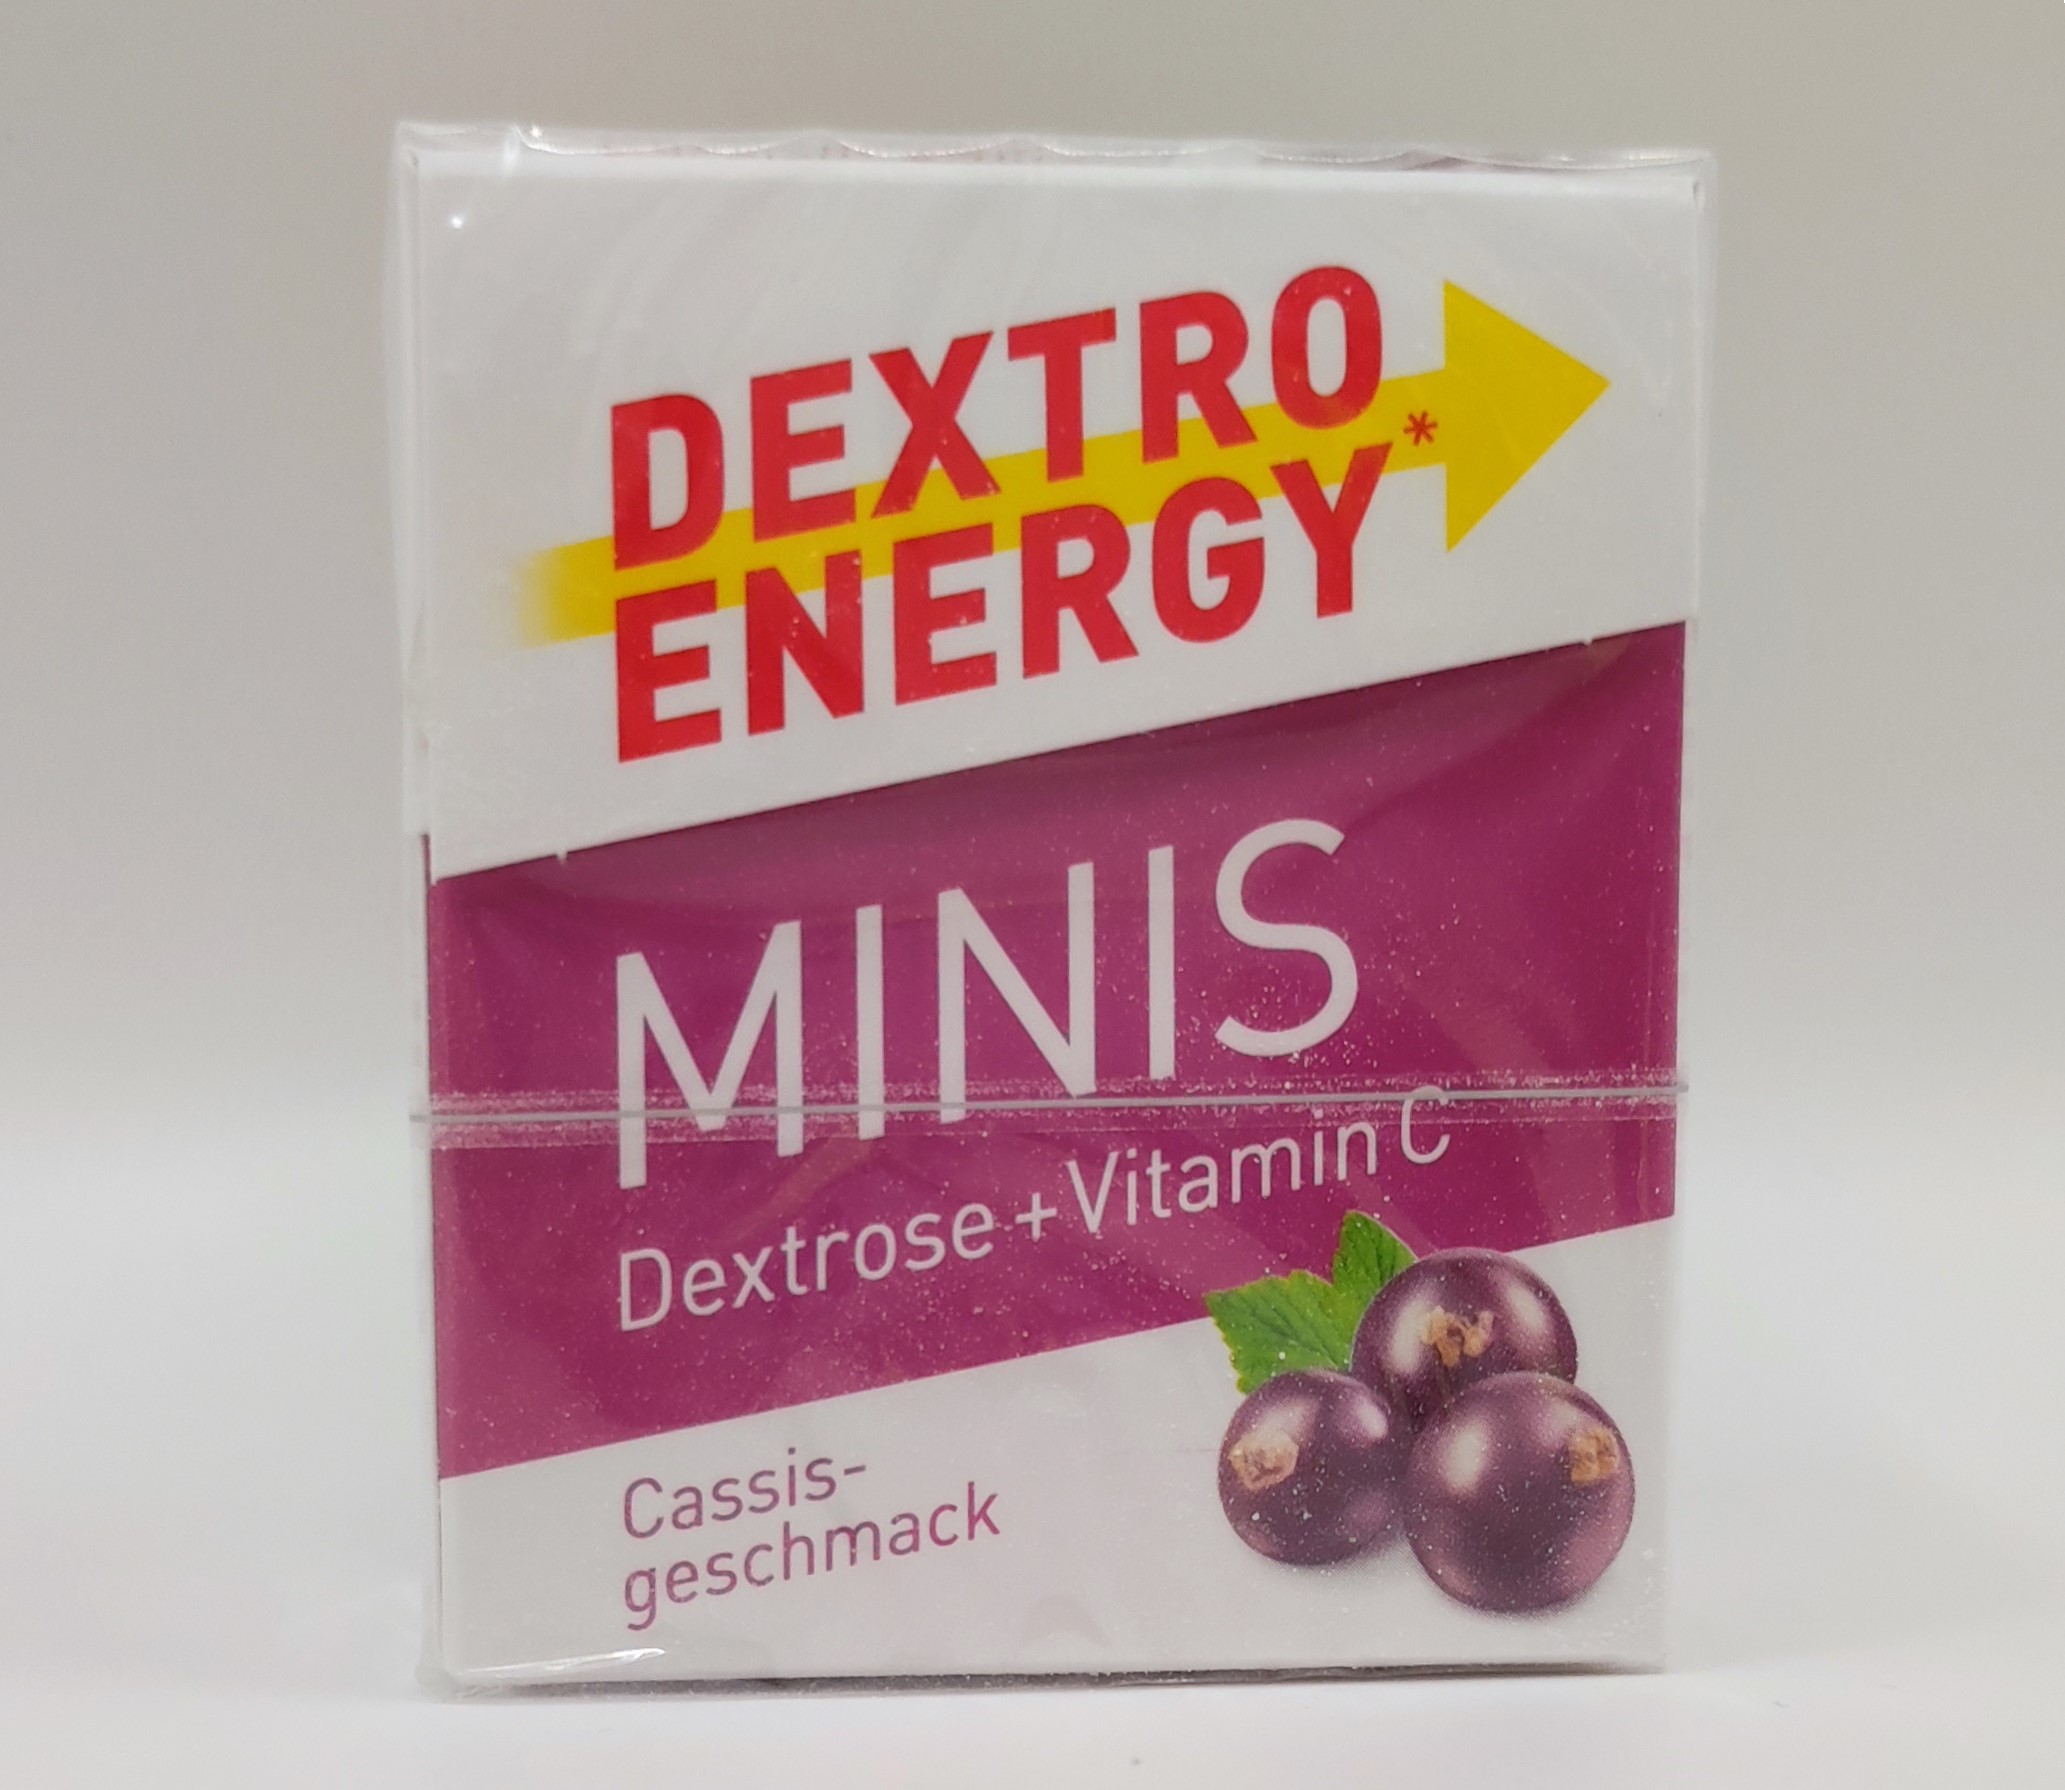 DEXTRO
ENERGY*
MINIS
Dextrose + Vitamin C
Cassis-
geschmack